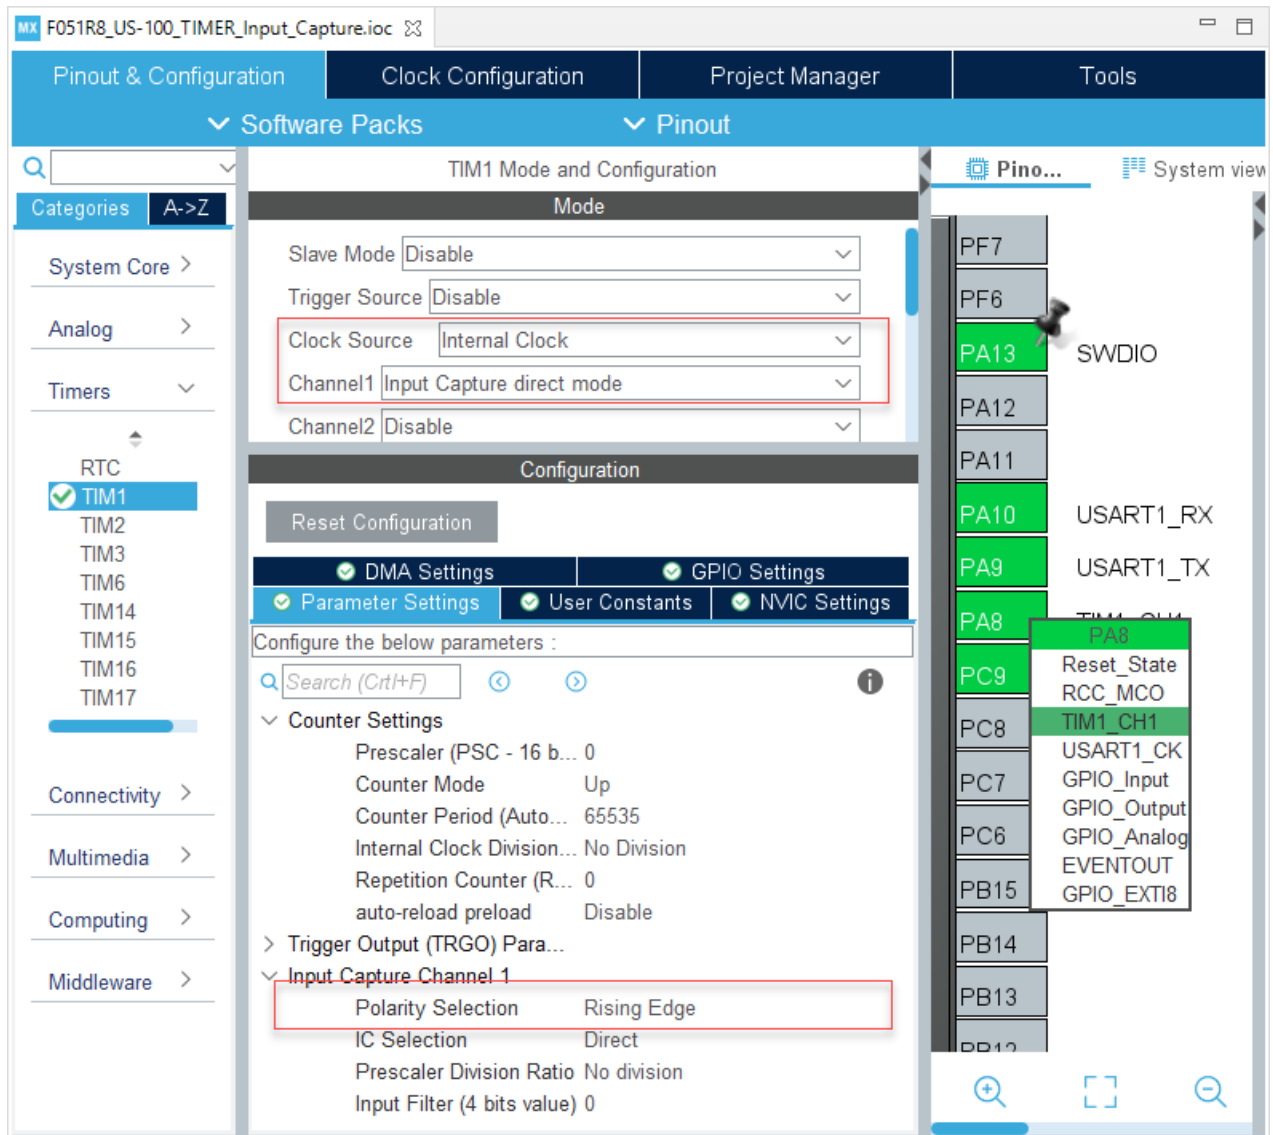 MX F051R8_US-100_TIMER_Input_Capture.ioc
Pinout & Configuration
Clock Configuration
Project Manager
Tools
Software Packs
Pinout
Categories
A->Z
System Core
Analog
Timers
RTC
TIM1
TIM2
TIM3
TIM6
TIM14
TIM15
TIM16
TIM17
Connectivity
Multimedia
Computing
Middleware
TIM1 Mode and Configuration
Mode
Slave Mode Disable
Trigger Source Disable
Clock Source Internal Clock
Channel1 Input Capture direct mode
Channel2 Disable
Configuration
Reset Configuration
DMA Settings
GPIO Settings
Parameter Settings
User Constants
NVIC Settings
Configure the below parameters :
Search (Crtl+F)
Counter Settings
Prescaler (PSC - 16 b... 0
Counter Mode Up
Counter Period (Auto... 65535
Internal Clock Division... No Division
Repetition Counter (R... 0
auto-reload preload Disable
Trigger Output (TRGO) Para...
Input Capture Channel 1
Polarity Selection Rising Edge
IC Selection Direct
Prescaler Division Ratio No division
Input Filter (4 bits value) 0
Pino...
System view
PF7
PF6
PA13 SWDIO
PA12
PA11
PA10 USART1_RX
PA9 USART1_TX
PA8 TIM1_CH1
PC9
PC8
PC7
PC6
PB15
PB14
PB13
PB12
PA8
Reset_State
RCC_MCO
TIM1_CH1
USART1_CK
GPIO_Input
GPIO_Output
GPIO_Analog
EVENTOUT
GPIO_EXTI8